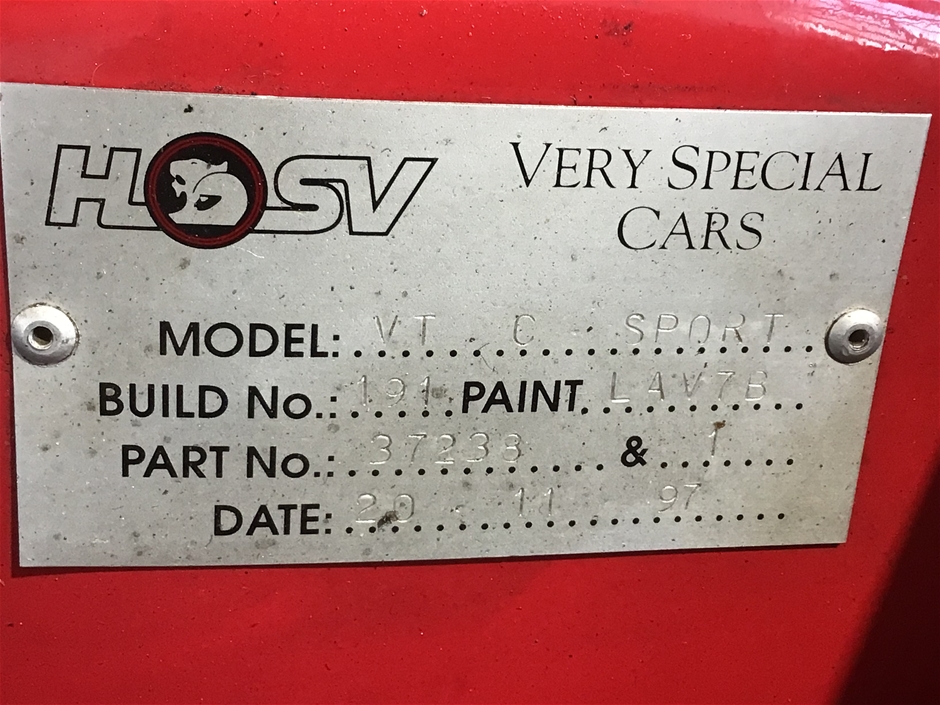 HSV
VERY SPECIAL
CARS
MODEL: VT C SPORT
BUILD No.: 191 PAINT LAV7B
PART No.: 37238 & 1
DATE: 20 11 97